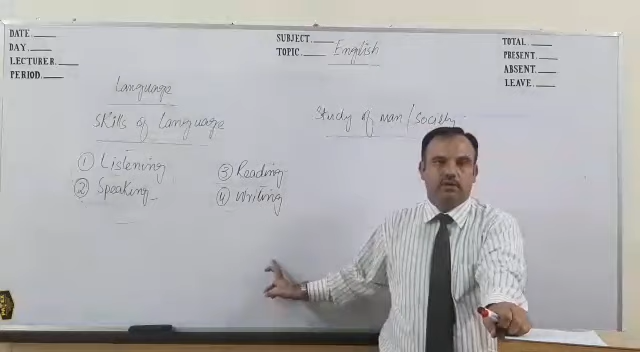 DATE
DAY
LECTURER
PERIOD
SUBJECT
TOPIC English
TOTAL
PRESENT
ABSENT
LEAVE
Language
Skills of Language
① Listening
② Speaking
③ Reading
④ Writing
Study of man/Society